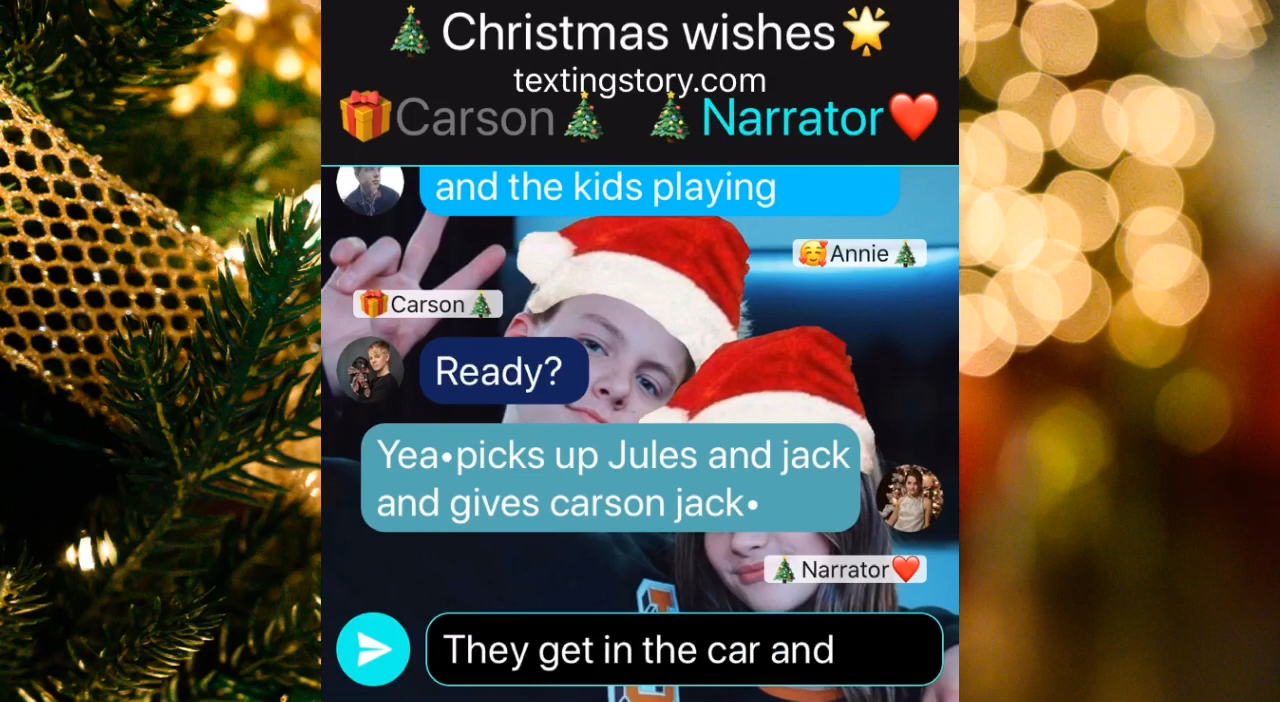 🎄Christmas wishes🌟
textingstory.com
🎁Carson🎄 🎄Narrator❤️
and the kids playing
🥰Annie🎄
🎁Carson🎄
Ready?
Yea•picks up Jules and jack
and gives carson jack•
🎄Narrator❤️
They get in the car and